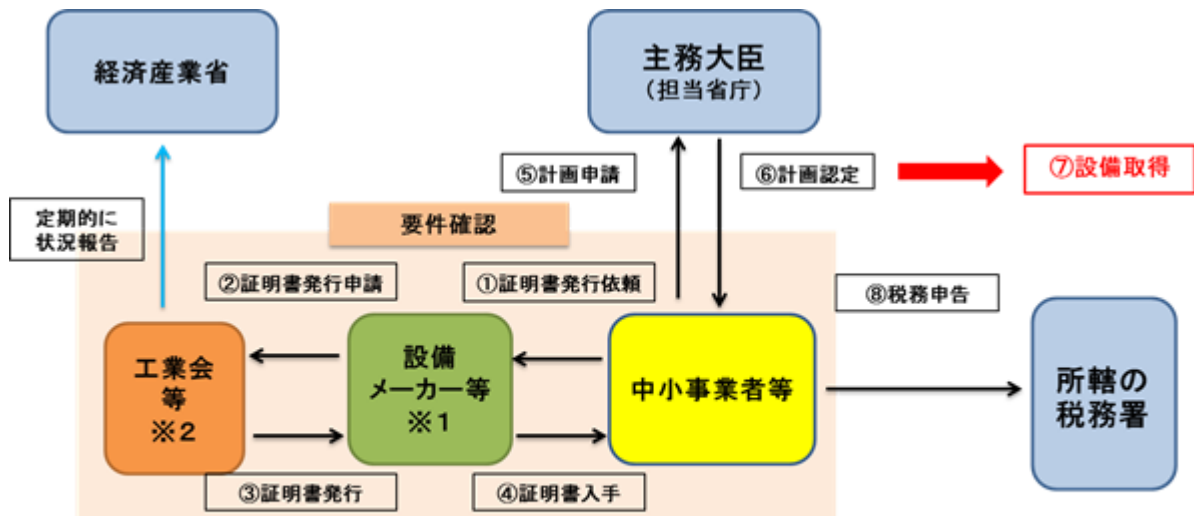 経済産業省
主務大臣
（担当省庁）
⑤計画申請
⑥計画認定
⑦設備取得
定期的に
状況報告
要件確認
②証明書発行申請
①証明書発行依頼
⑧税務申告
工業会
等
※２
設備
メーカー等
※１
中小事業者等
所轄の
税務署
③証明書発行
④証明書入手